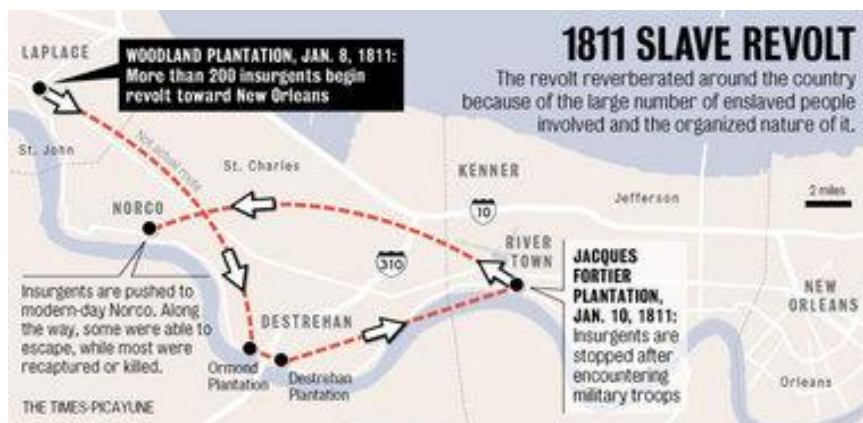 1811 SLAVE REVOLT
The revolt reverberated around the country
because of the large number of enslaved people
involved and the organized nature of it.
LAPLACE
WOODLAND PLANTATION, JAN. 8, 1811:
More than 200 insurgents begin
revolt toward New Orleans
St. John
Not actual route
St. Charles
KENNER
Jefferson
2 miles
NORCO
10
310
RIVER
TOWN
JACQUES
FORTIER
PLANTATION,
JAN. 10, 1811:
Insurgents are
stopped after
encountering
military troops
NEW
ORLEANS
Orleans
Insurgents are pushed to
modern-day Norco. Along
the way, some were able to
escape, while most were
recaptured or killed.
DESTREHAN
Ormond
Plantation
Destrehan
Plantation
THE TIMES-PICAYUNE